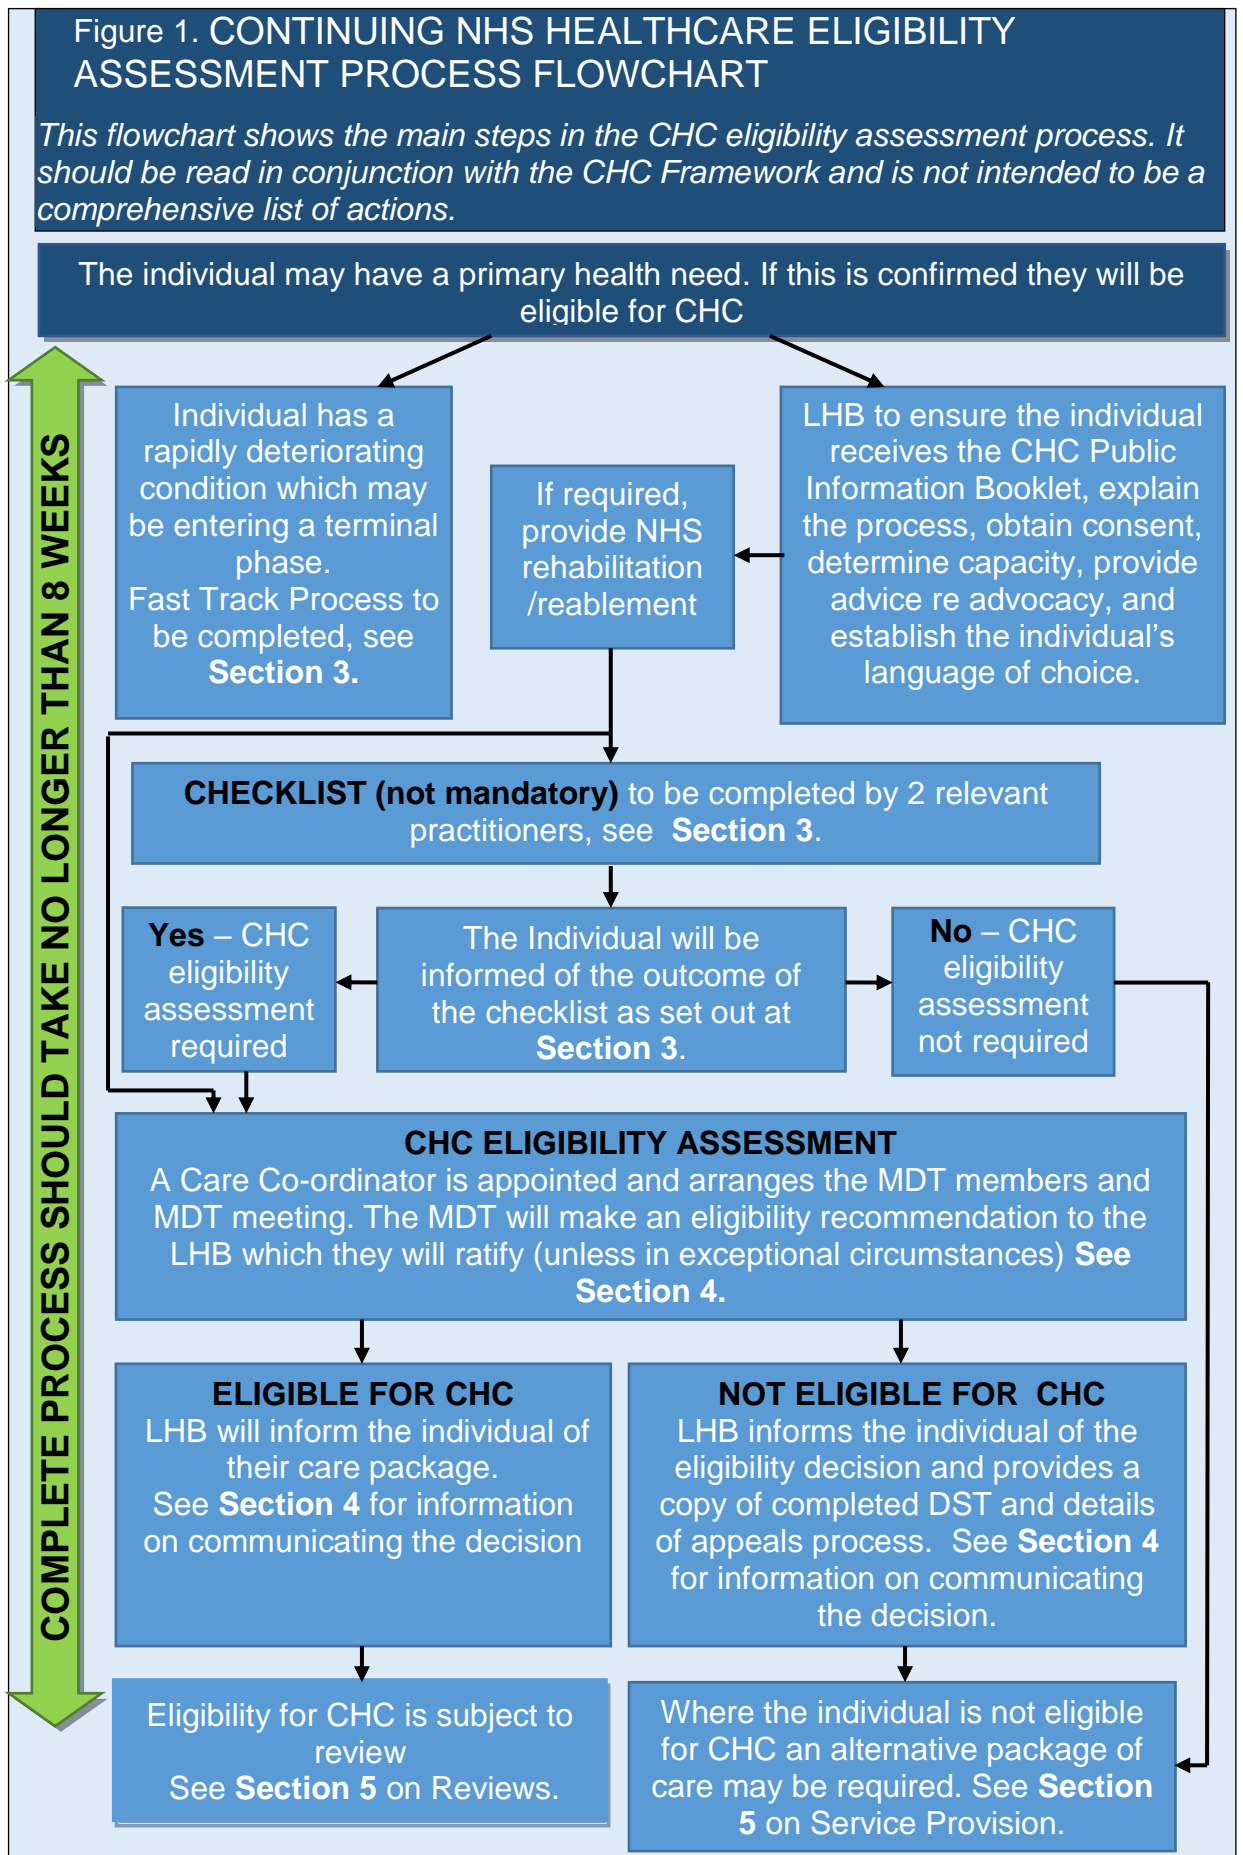 Figure 1. CONTINUING NHS HEALTHCARE ELIGIBILITY
ASSESSMENT PROCESS FLOWCHART
This flowchart shows the main steps in the CHC eligibility assessment process. It
should be read in conjunction with the CHC Framework and is not intended to be a
comprehensive list of actions.
The individual may have a primary health need. If this is confirmed they will be
eligible for CHC
COMPLETE PROCESS SHOULD TAKE NO LONGER THAN 8 WEEKS
Individual has a
rapidly deteriorating
condition which may
be entering a terminal
phase.
Fast Track Process to
be completed, see
Section 3.
If required,
provide NHS
rehabilitation
/reablement
LHB to ensure the individual
receives the CHC Public
Information Booklet, explain
the process, obtain consent,
determine capacity, provide
advice re advocacy, and
establish the individual’s
language of choice.
CHECKLIST (not mandatory) to be completed by 2 relevant
practitioners, see  Section 3.
Yes – CHC
eligibility
assessment
required
The Individual will be
informed of the outcome of
the checklist as set out at
Section 3.
No – CHC
eligibility
assessment
not required
CHC ELIGIBILITY ASSESSMENT
A Care Co-ordinator is appointed and arranges the MDT members and
MDT meeting. The MDT will make an eligibility recommendation to the
LHB which they will ratify (unless in exceptional circumstances) See
Section 4.
ELIGIBLE FOR CHC
LHB will inform the individual of
their care package.
See Section 4 for information
on communicating the decision
NOT ELIGIBLE FOR  CHC
LHB informs the individual of the
eligibility decision and provides a
copy of completed DST and details
of appeals process.  See Section 4
for information on communicating
the decision.
Eligibility for CHC is subject to
review
See Section 5 on Reviews.
Where the individual is not eligible
for CHC an alternative package of
care may be required. See Section
5 on Service Provision.